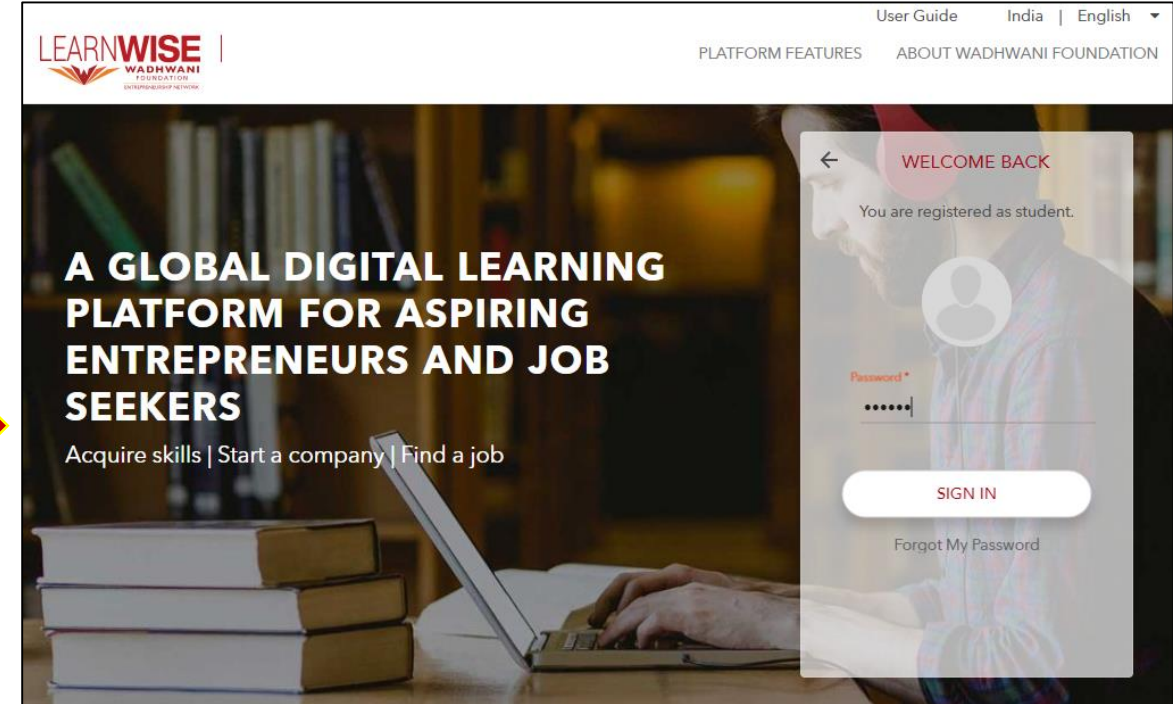 User Guide India | English
LEARNWISE
WADHWANI
FOUNDATION
ENTREPRENEURSHIP NETWORK
PLATFORM FEATURES ABOUT WADHWANI FOUNDATION
A GLOBAL DIGITAL LEARNING
PLATFORM FOR ASPIRING
ENTREPRENEURS AND JOB
SEEKERS
Acquire skills | Start a company | Find a job
WELCOME BACK
You are registered as student.
Password *
••••••
SIGN IN
Forgot My Password